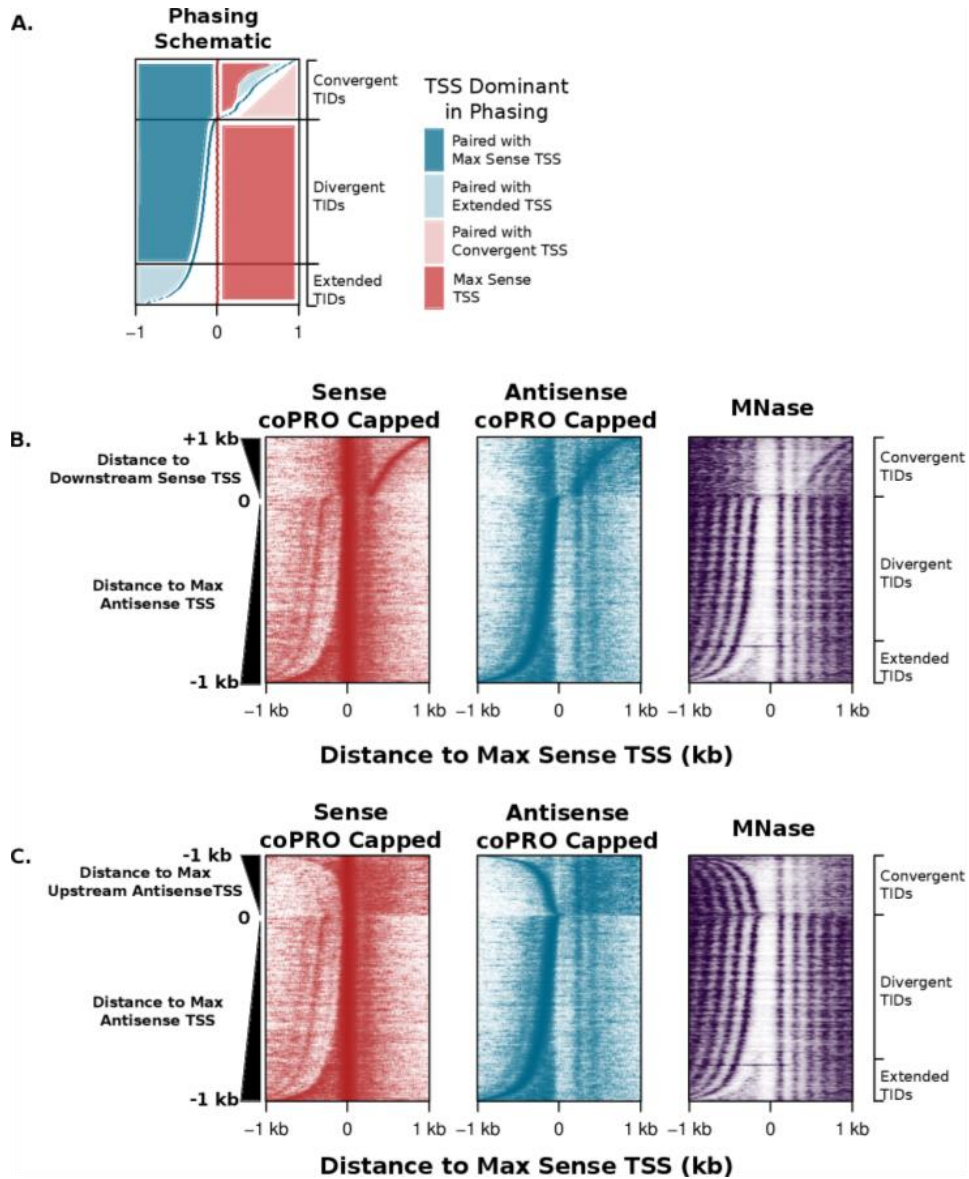 A.
Phasing
Schematic
Convergent
TIDs
Divergent
TIDs
Extended
TIDs
−1
0
1
TSS Dominant
in Phasing
Paired with
Max Sense TSS
Paired with
Extended TSS
Paired with
Convergent TSS
Max Sense
TSS
B.
Sense
coPRO Capped
Antisense
coPRO Capped
MNase
+1 kb
Distance to
Downstream Sense TSS
0
Distance to Max
Antisense TSS
-1 kb
Convergent
TIDs
Divergent
TIDs
Extended
TIDs
−1 kb
0
1 kb
−1 kb
0
1 kb
−1 kb
0
1 kb
Distance to Max Sense TSS (kb)
C.
Sense
coPRO Capped
Antisense
coPRO Capped
MNase
-1 kb
Distance to Max
Upstream AntisenseTSS
0
Distance to Max
Antisense TSS
-1 kb
Convergent
TIDs
Divergent
TIDs
Extended
TIDs
−1 kb
0
1 kb
−1 kb
0
1 kb
−1 kb
0
1 kb
Distance to Max Sense TSS (kb)